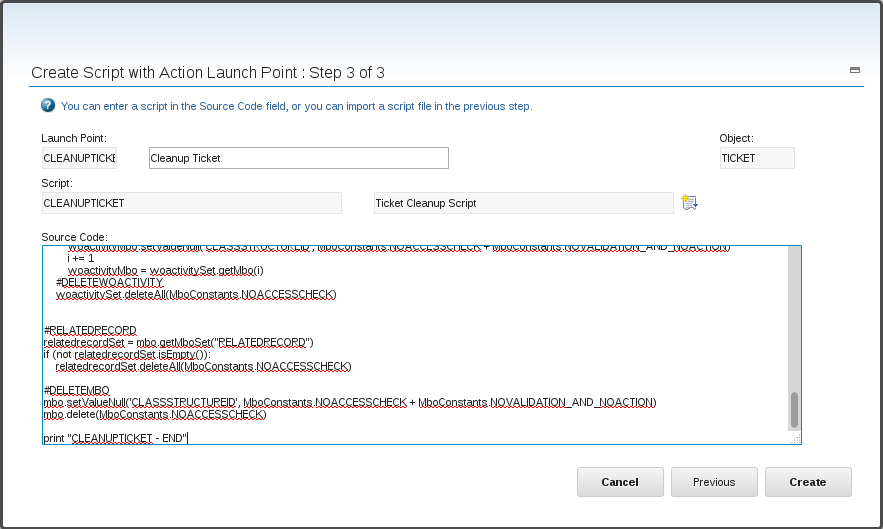 Create Script with Action Launch Point : Step 3 of 3
? You can enter a script in the Source Code field, or you can import a script file in the previous step.
Launch Point: Object:
CLEANUPTICKE Cleanup Ticket TICKET
Script:
CLEANUPTICKET Ticket Cleanup Script
Source Code:
woactivityMbo.setValueNull('CLASSSTRUCTUREID', MboConstants.NOACCESSCHECK + MboConstants.NOVALIDATION_AND_NOACTION)
i += 1
woactivityMbo = woactivitySet.getMbo(i)
#DELETEWOACTIVITY
woactivitySet.deleteAll(MboConstants.NOACCESSCHECK)
#RELATEDRECORD
relatedrecordSet = mbo.getMboSet("RELATEDRECORD")
if (not relatedrecordSet.isEmpty()):
relatedrecordSet.deleteAll(MboConstants.NOACCESSCHECK)
#DELETEMBO
mbo.setValueNull('CLASSSTRUCTUREID', MboConstants.NOACCESSCHECK + MboConstants.NOVALIDATION_AND_NOACTION)
mbo.delete(MboConstants.NOACCESSCHECK)
print "CLEANUPTICKET - END"
Cancel Previous Create